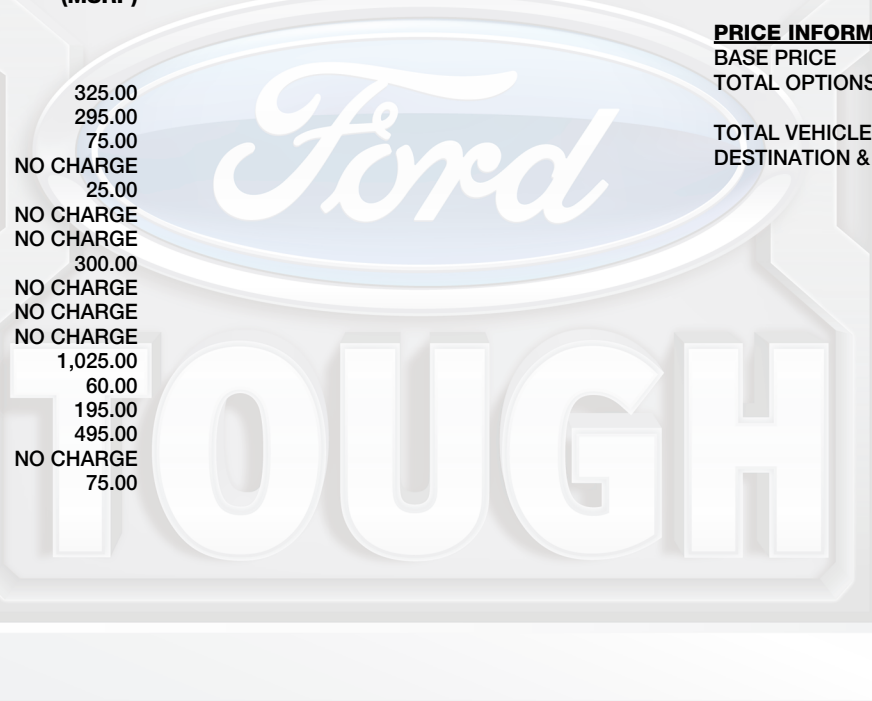 (MSRP)
325.00
295.00
75.00
NO CHARGE
25.00
NO CHARGE
NO CHARGE
300.00
NO CHARGE
NO CHARGE
NO CHARGE
1,025.00
60.00
195.00
495.00
NO CHARGE
75.00
PRICE INFORM
BASE PRICE
TOTAL OPTIONS
TOTAL VEHICLE
DESTINATION &
Ford
TOUGH